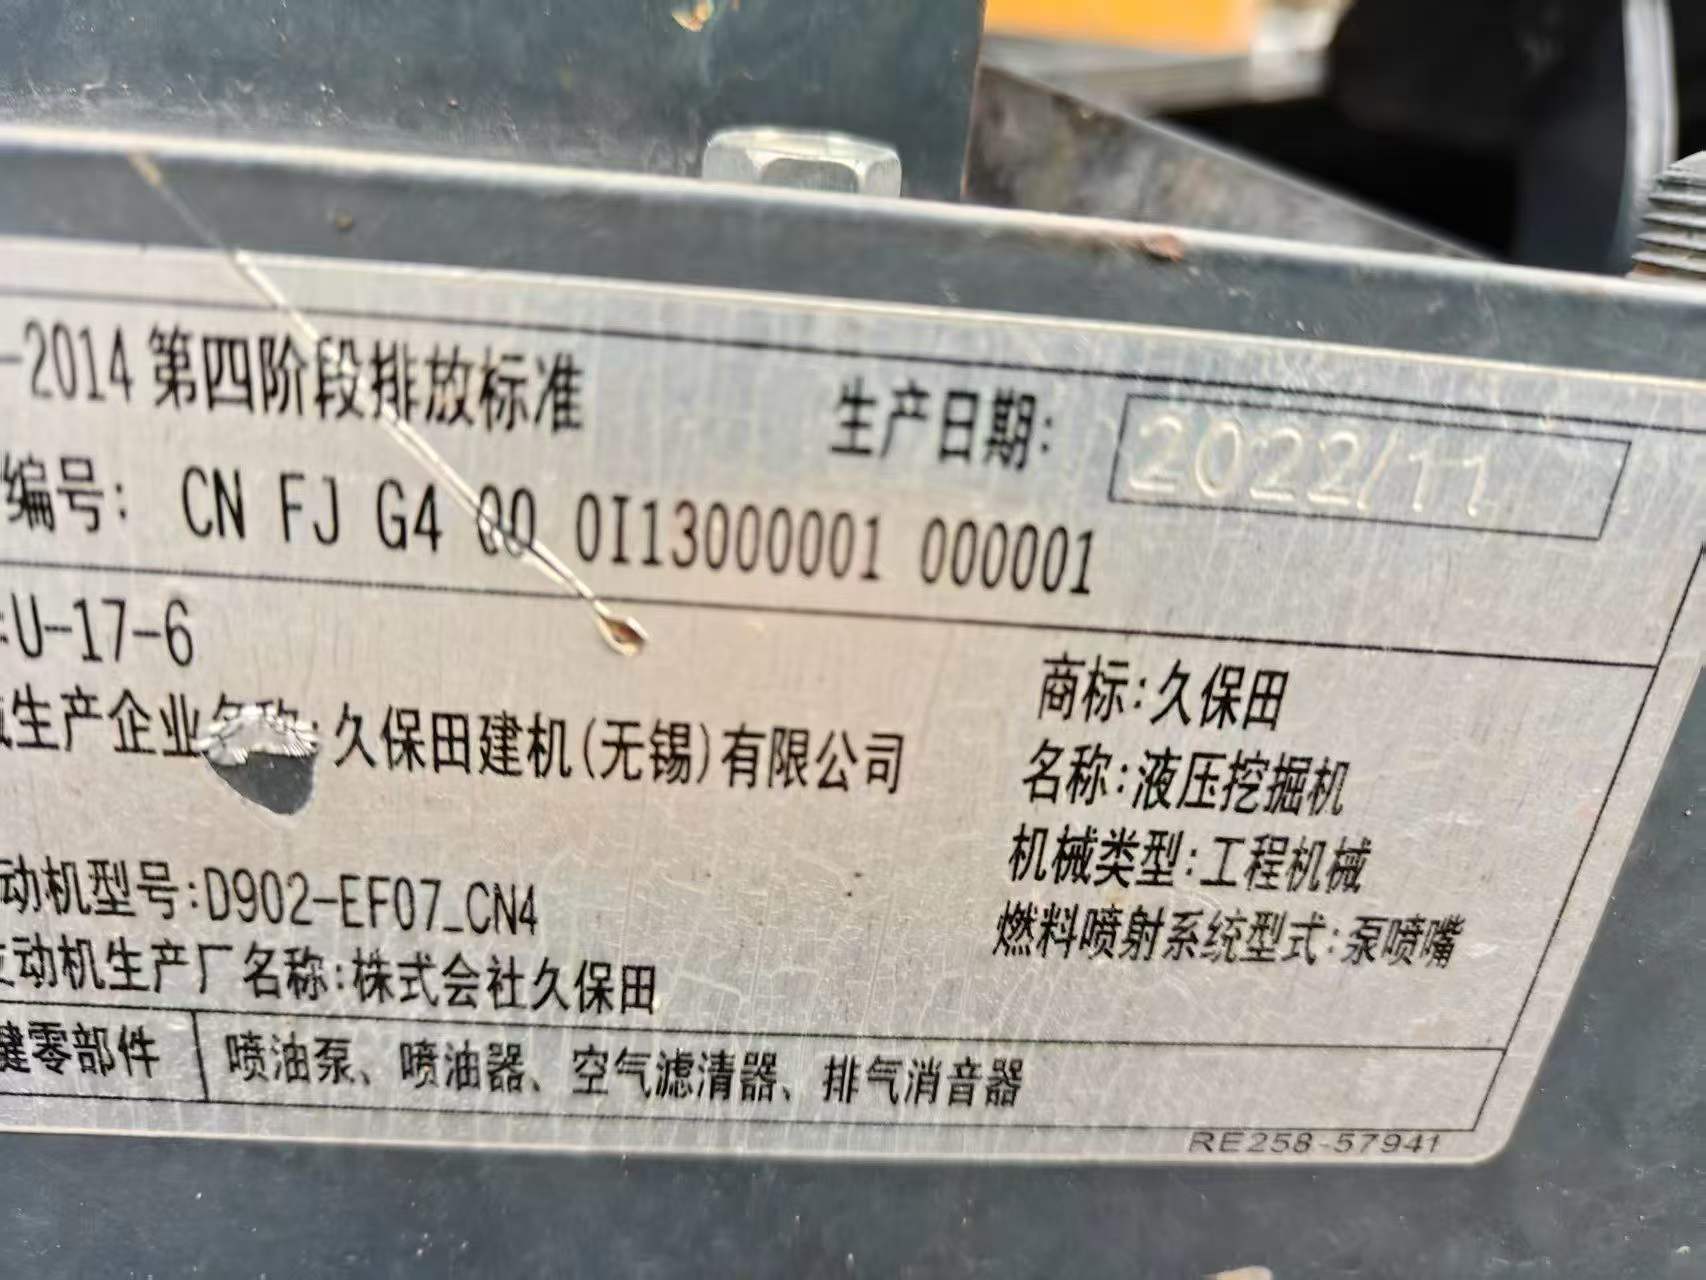 -2014 第四阶段排放标准 生产日期: 2022/11
编号: CN FJ G4 00 0I13000001 000001
:U-17-6
商标:久保田
生产企业名称:久保田建机(无锡)有限公司
名称:液压挖掘机
机械类型:工程机械
动机型号:D902-EF07_CN4
燃料喷射系统型式:泵喷嘴
动机生产厂名称:株式会社久保田
键零部件 喷油泵、喷油器、空气滤清器、排气消音器
RE258-57941